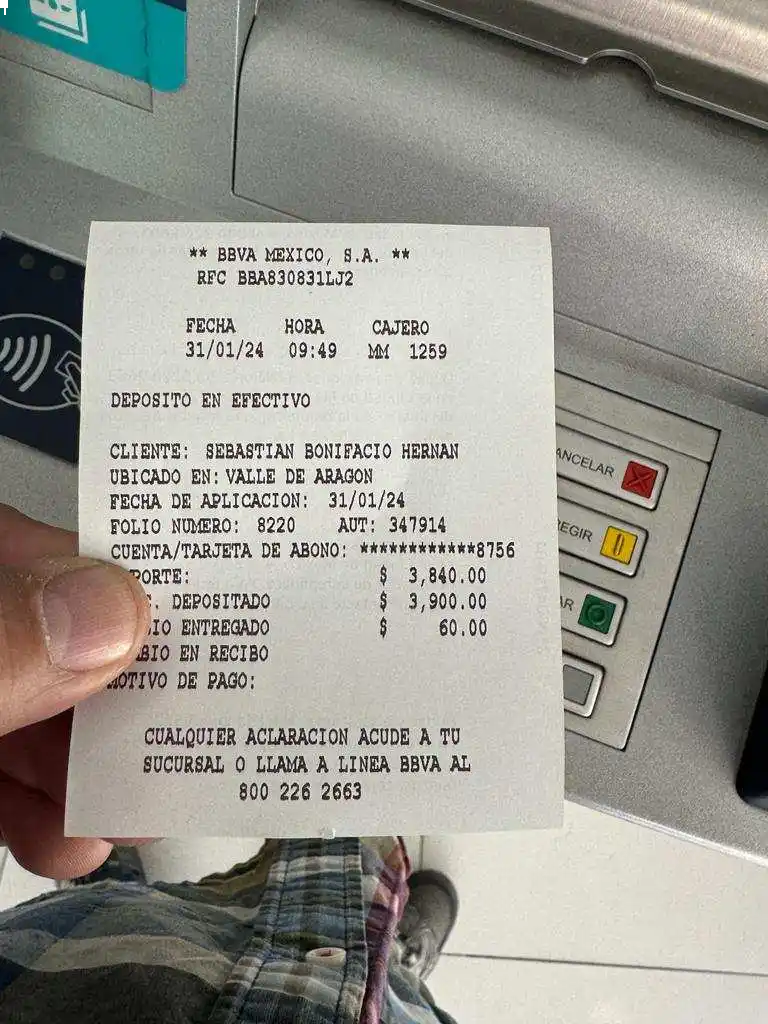 ** BBVA MEXICO, S.A. **
RFC BBA830831LJ2
FECHA HORA CAJERO
31/01/24 09:49 MM 1259
DEPOSITO EN EFECTIVO
CLIENTE: SEBASTIAN BONIFACIO HERNAN
UBICADO EN: VALLE DE ARAGON
FECHA DE APLICACION: 31/01/24
FOLIO NUMERO: 8220 AUT: 347914
CUENTA/TARJETA DE ABONO: ************8756
PORTE: $ 3,840.00
. DEPOSITADO $ 3,900.00
IO ENTREGADO $ 60.00
BIO EN RECIBO
MOTIVO DE PAGO:
CUALQUIER ACLARACION ACUDE A TU
SUCURSAL O LLAMA A LINEA BBVA AL
800 226 2663
ANCELAR
EGIR
AR